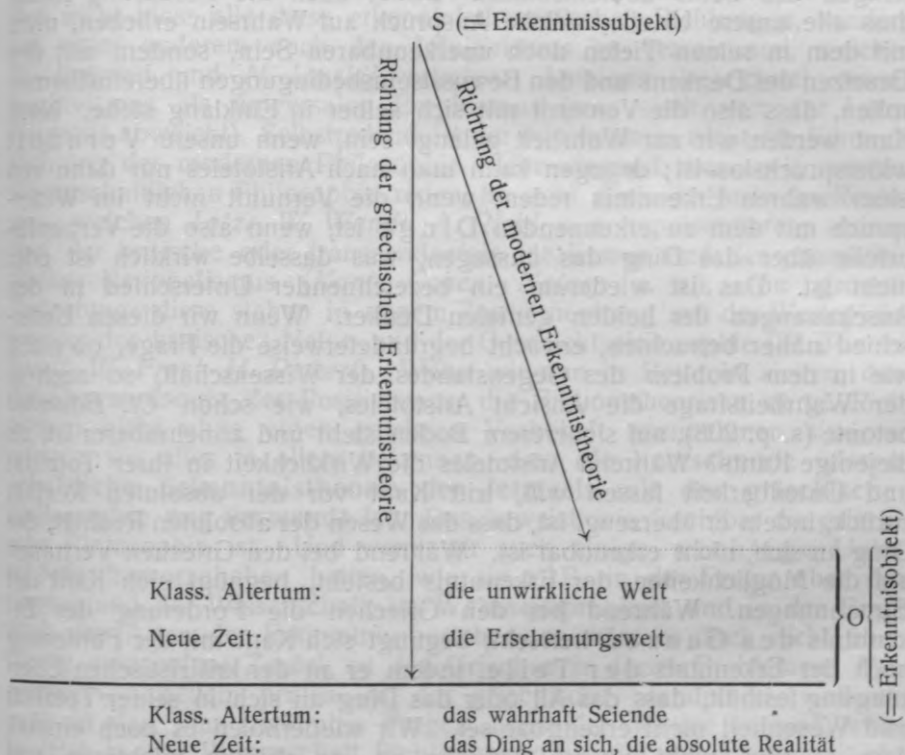 S (= Erkenntnissubjekt)
Richtung der griechischen Erkenntnistheorie
Richtung der modernen Erkenntnistheorie
Klass. Altertum: die unwirkliche Welt
Neue Zeit: die Erscheinungswelt
O
(= Erkenntnisobjekt)
Klass. Altertum: das wahrhaft Seiende
Neue Zeit: das Ding an sich, die absolute Realität